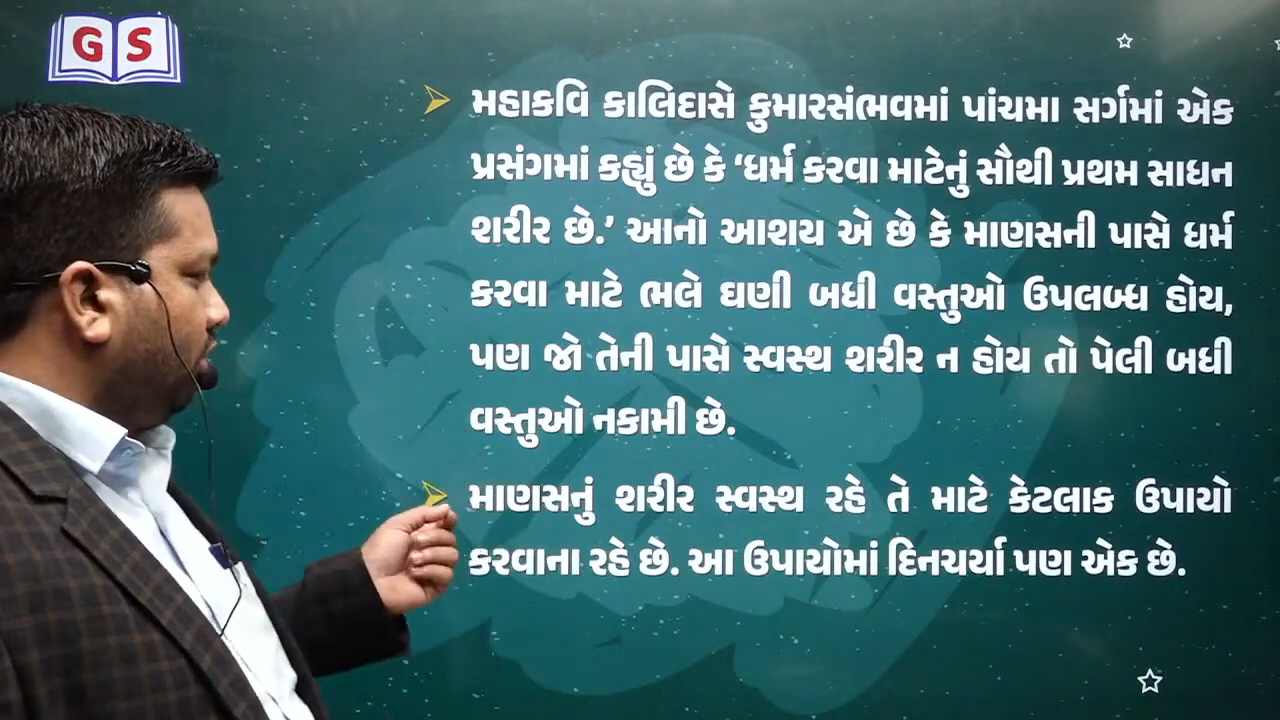 GS
મહાકવિ કાલિદાસે કુમારસંભવમાં પાંચમા સર્ગમાં એક
પ્રસંગમાં કહ્યું છે કે ‘ધર્મ કરવા માટેનું સૌથી પ્રથમ સાધન
શરીર છે.’ આનો આશય એ છે કે માણસની પાસે ધર્મ
કરવા માટે ભલે ઘણી બધી વસ્તુઓ ઉપલબ્ધ હોય,
પણ જો તેની પાસે સ્વસ્થ શરીર ન હોય તો પેલી બધી
વસ્તુઓ નકામી છે.
માણસનું શરીર સ્વસ્થ રહે તે માટે કેટલાક ઉપાયો
કરવાના રહે છે. આ ઉપાયોમાં દિનચર્યા પણ એક છે.